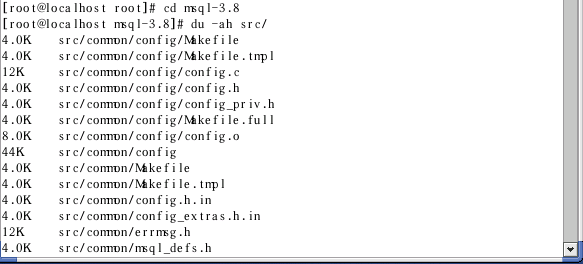 [root@localhost root]# cd msql-3.8
[root@localhost msql-3.8]# du -ah src/
4.0K src/common/config/Makefile
4.0K src/common/config/Makefile.tmpl
12K src/common/config/config.c
4.0K src/common/config/config.h
4.0K src/common/config/config_priv.h
4.0K src/common/config/Makefile.full
8.0K src/common/config/config.o
44K src/common/config
4.0K src/common/Makefile
4.0K src/common/Makefile.tmpl
4.0K src/common/config.h.in
4.0K src/common/config_extras.h.in
12K src/common/errmsg.h
4.0K src/common/msql_defs.h